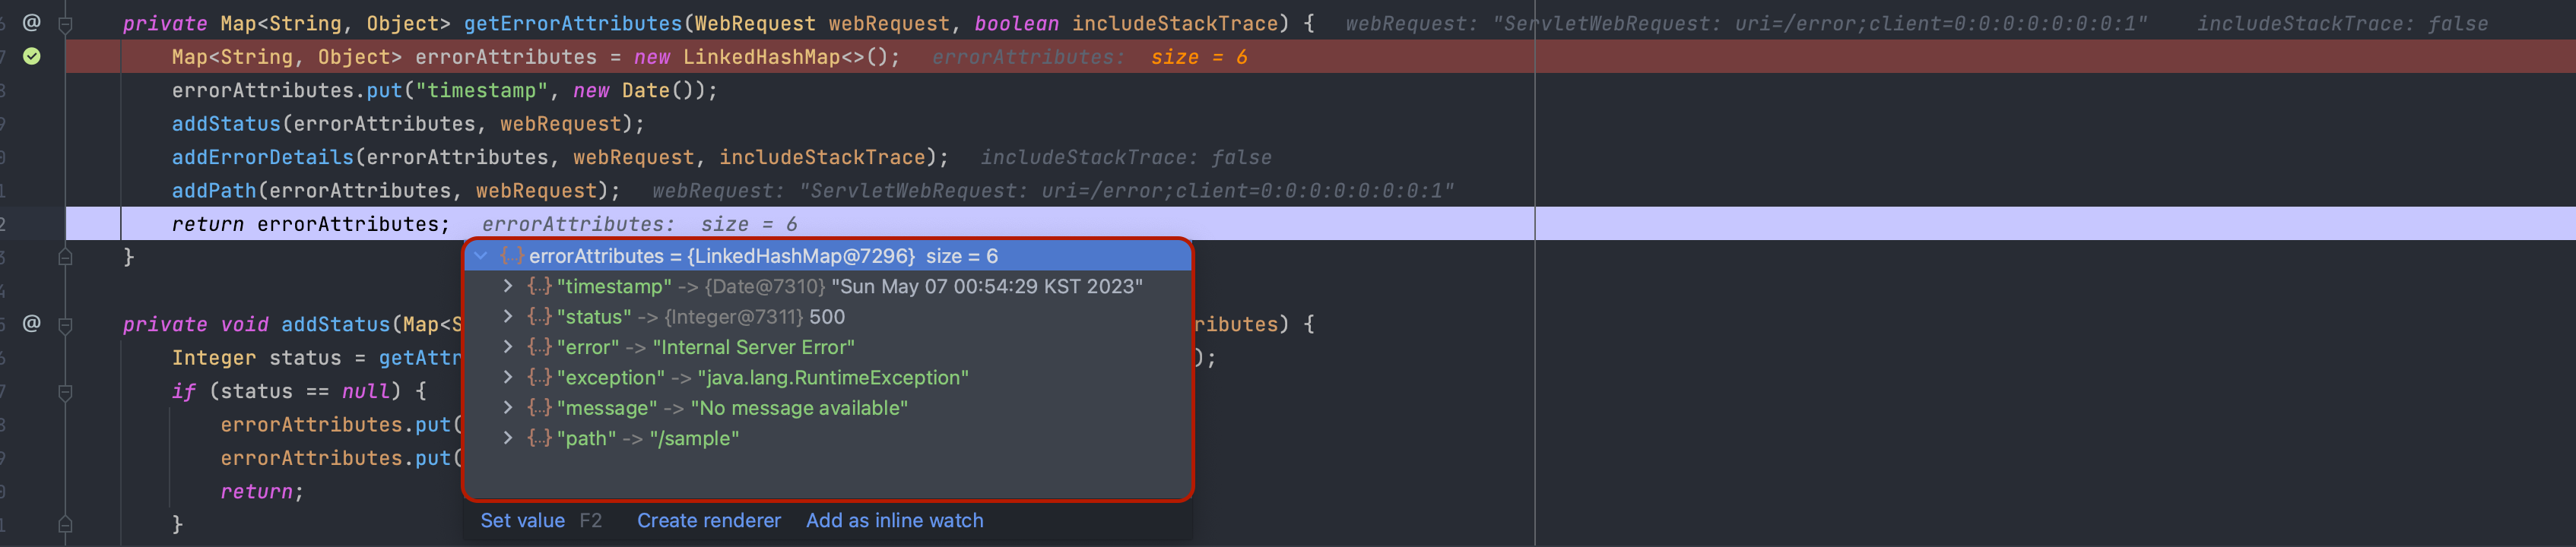 private Map<String, Object> getErrorAttributes(WebRequest webRequest, boolean includeStackTrace) { webRequest: "ServletWebRequest: uri=/error;client=0:0:0:0:0:0:0:1" includeStackTrace: false
Map<String, Object> errorAttributes = new LinkedHashMap<>(); errorAttributes: size = 6
errorAttributes.put("timestamp", new Date());
addStatus(errorAttributes, webRequest);
addErrorDetails(errorAttributes, webRequest, includeStackTrace); includeStackTrace: false
addPath(errorAttributes, webRequest); webRequest: "ServletWebRequest: uri=/error;client=0:0:0:0:0:0:0:1"
return errorAttributes; errorAttributes: size = 6
}
errorAttributes = {LinkedHashMap@7296} size = 6
"timestamp" -> {Date@7310} "Sun May 07 00:54:29 KST 2023"
"status" -> {Integer@7311} 500
"error" -> "Internal Server Error"
"exception" -> "java.lang.RuntimeException"
"message" -> "No message available"
"path" -> "/sample"
Set value F2 Create renderer Add as inline watch
private void addStatus(Map<S ributes) {
Integer status = getAttr );
if (status == null) {
errorAttributes.put(
errorAttributes.put(
return;
}